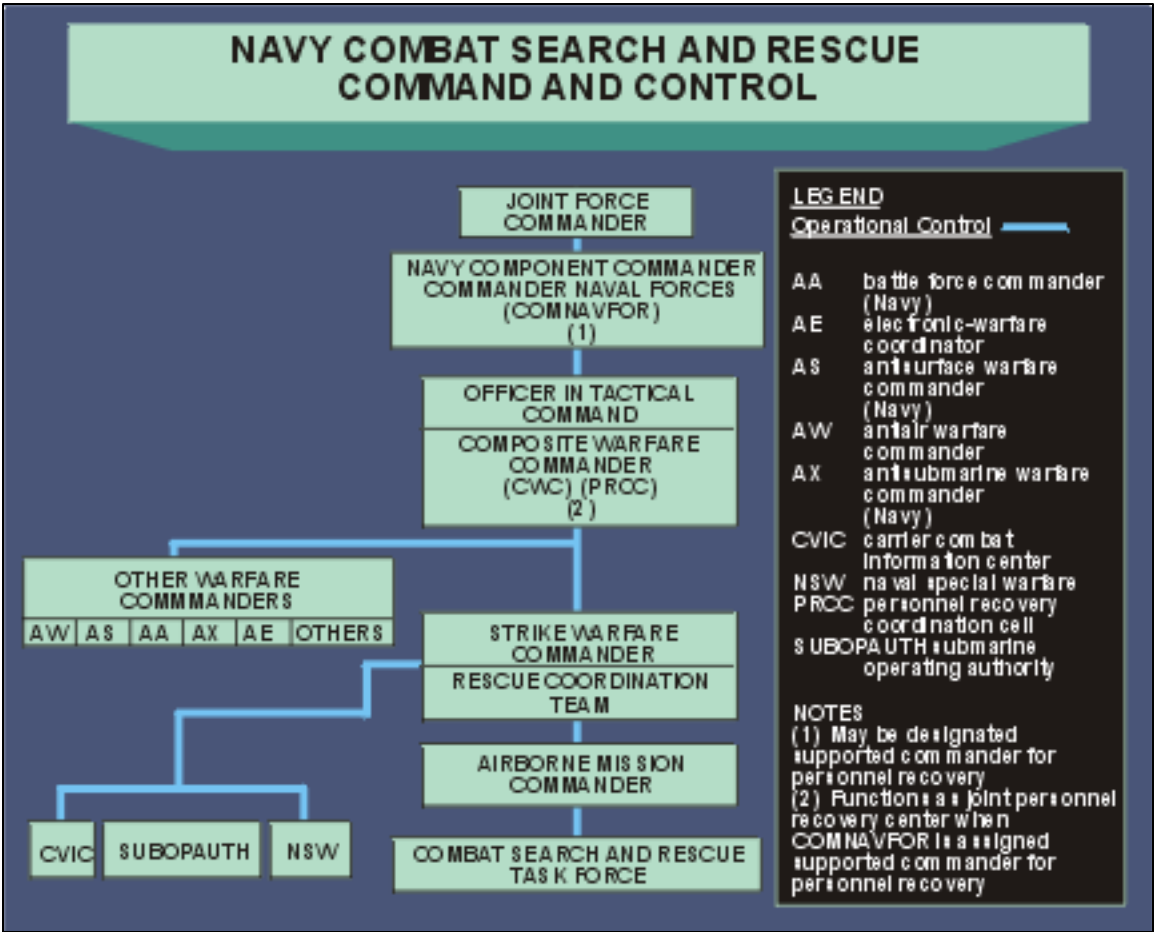 NAVY COMBAT SEARCH AND RESCUE
COMMAND AND CONTROL
JOINT FORCE
COMMANDER
NAVY COMPONENT COMMANDER
COMMANDER NAVAL FORCES
(COMNAVFOR)
(1)
OFFICER IN TACTICAL
COMMAND
COMPOSITE WARFARE
COMMANDER
(CWC) (PRCC)
(2)
OTHER WARFARE
COMMMANDERS
AW AS AA AX AE OTHERS
STRIKE WARFARE
COMMANDER
RESCUE COORDINATION
TEAM
AIRBORNE MISSION
COMMANDER
CVIC
SUBOPAUTH
NSW
COMBAT SEARCH AND RESCUE
TASK FORCE
LEGEND
Operational Control
AA battle force commander
(Navy)
AE electronic-warfare
coordinator
AS antisurface warfare
commander
(Navy)
AW antiair warfare
commander
AX antisubmarine warfare
commander
(Navy)
CVIC carrier combat
information center
NSW naval special warfare
PRCC personnel recovery
coordination cell
SUBOPAUTH submarine
operating authority
NOTES
(1) May be designated
supported commander for
personnel recovery
(2) Functions as joint personnel
recovery center when
COMNAVFOR is assigned
supported commander for
personnel recovery